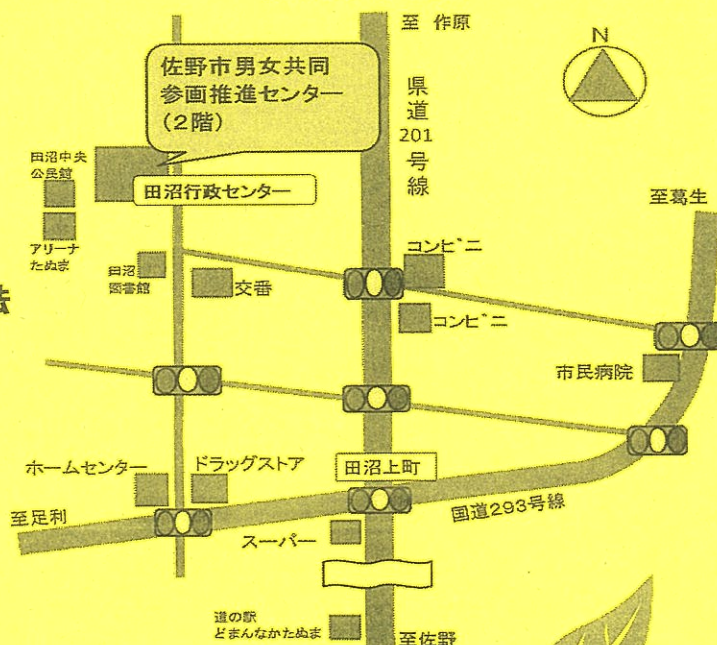 至 作原
N
佐野市男女共同
参画推進センター
(2階)
県道
201
号線
田沼中央
公民館
田沼行政センター
至葛生
アリーナ
たぬま
田沼
図書館
交番
コンビニ
コンビニ
法
市民病院
ホームセンター
ドラッグストア
田沼上町
至足利
国道293号線
スーパー
道の駅
どまんなかたぬま
至佐野